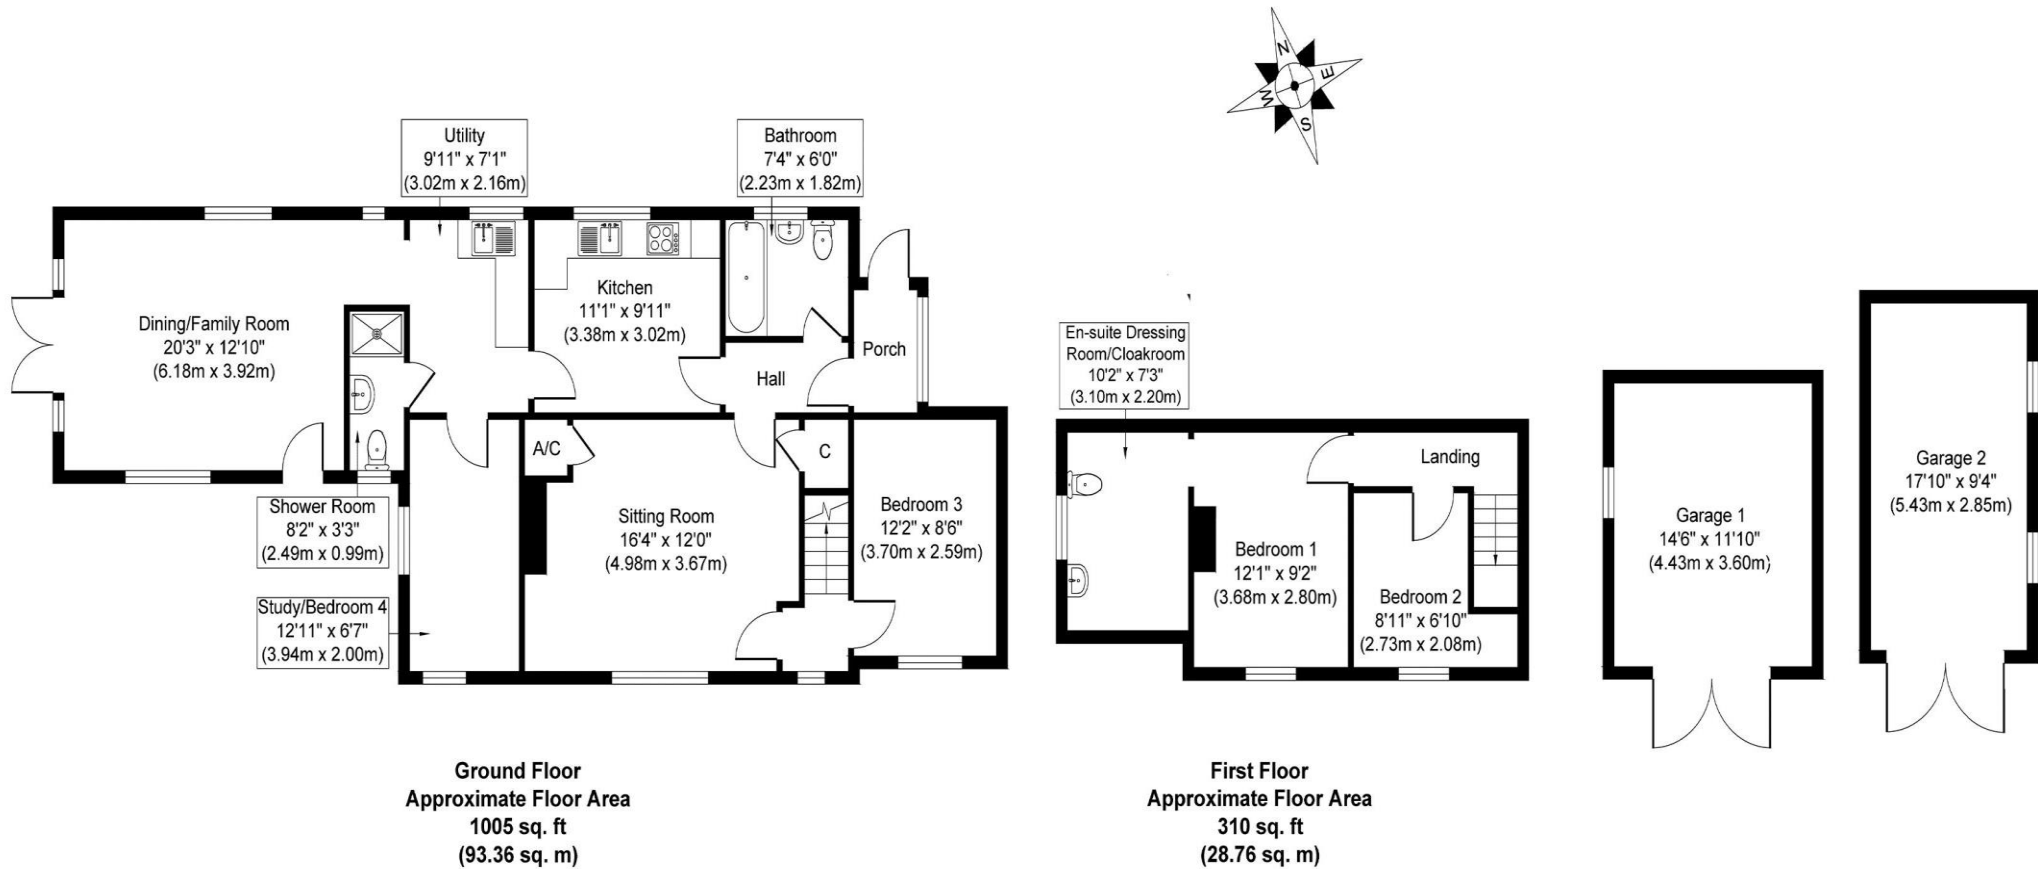 N
E
S
W
Utility
9'11" x 7'1"
(3.02m x 2.16m)
Bathroom
7'4" x 6'0"
(2.23m x 1.82m)
Dining/Family Room
20'3" x 12'10"
(6.18m x 3.92m)
Kitchen
11'1" x 9'11"
(3.38m x 3.02m)
Porch
Hall
A/C
C
Shower Room
8'2" x 3'3"
(2.49m x 0.99m)
Study/Bedroom 4
12'11" x 6'7"
(3.94m x 2.00m)
Sitting Room
16'4" x 12'0"
(4.98m x 3.67m)
Bedroom 3
12'2" x 8'6"
(3.70m x 2.59m)
Ground Floor
Approximate Floor Area
1005 sq. ft
(93.36 sq. m)
En-suite Dressing
Room/Cloakroom
10'2" x 7'3"
(3.10m x 2.20m)
Landing
Bedroom 1
12'1" x 9'2"
(3.68m x 2.80m)
Bedroom 2
8'11" x 6'10"
(2.73m x 2.08m)
First Floor
Approximate Floor Area
310 sq. ft
(28.76 sq. m)
Garage 1
14'6" x 11'10"
(4.43m x 3.60m)
Garage 2
17'10" x 9'4"
(5.43m x 2.85m)